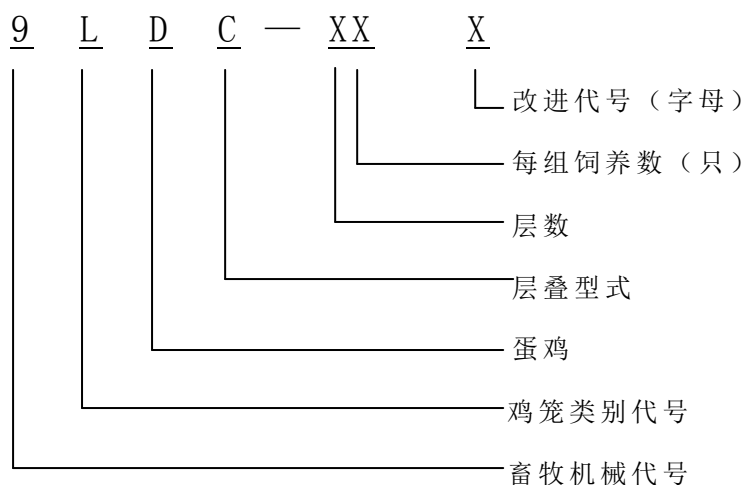 9 L D C — XX X
改进代号（字母）
每组饲养数（只）
层数
层叠型式
蛋鸡
鸡笼类别代号
畜牧机械代号